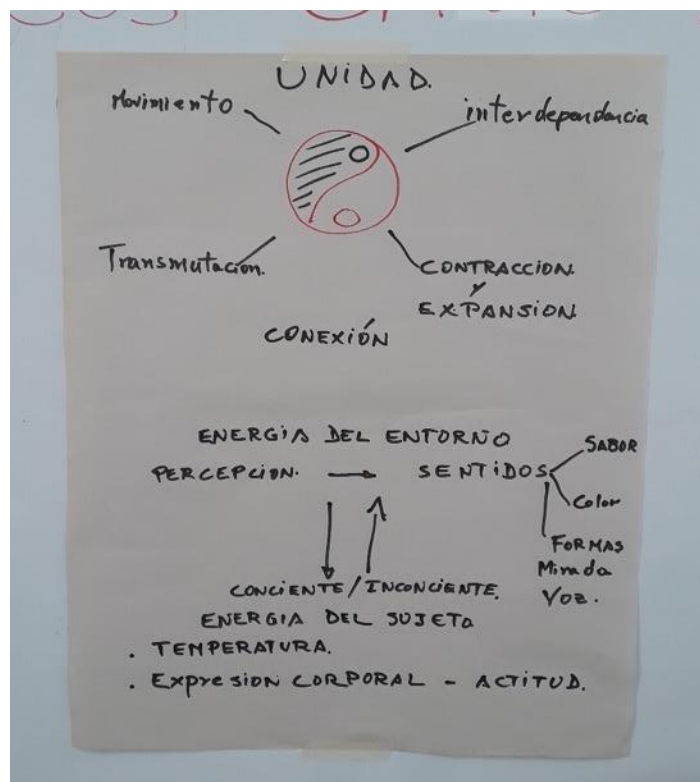 UNIDAD.
Movimiento
interdependencia
Transmutacion.
CONTRACCION
Y
EXPANSION
CONEXIÓN
ENERGIA DEL ENTORNO
PERCEPCION. → SENTIDOS
SABOR
Color
FORMAS
Mirada
Voz.
CONCIENTE/INCONCIENTE.
ENERGIA DEL SUJETO
. TEMPERATURA.
. EXPRESION CORPORAL - ACTITUD.